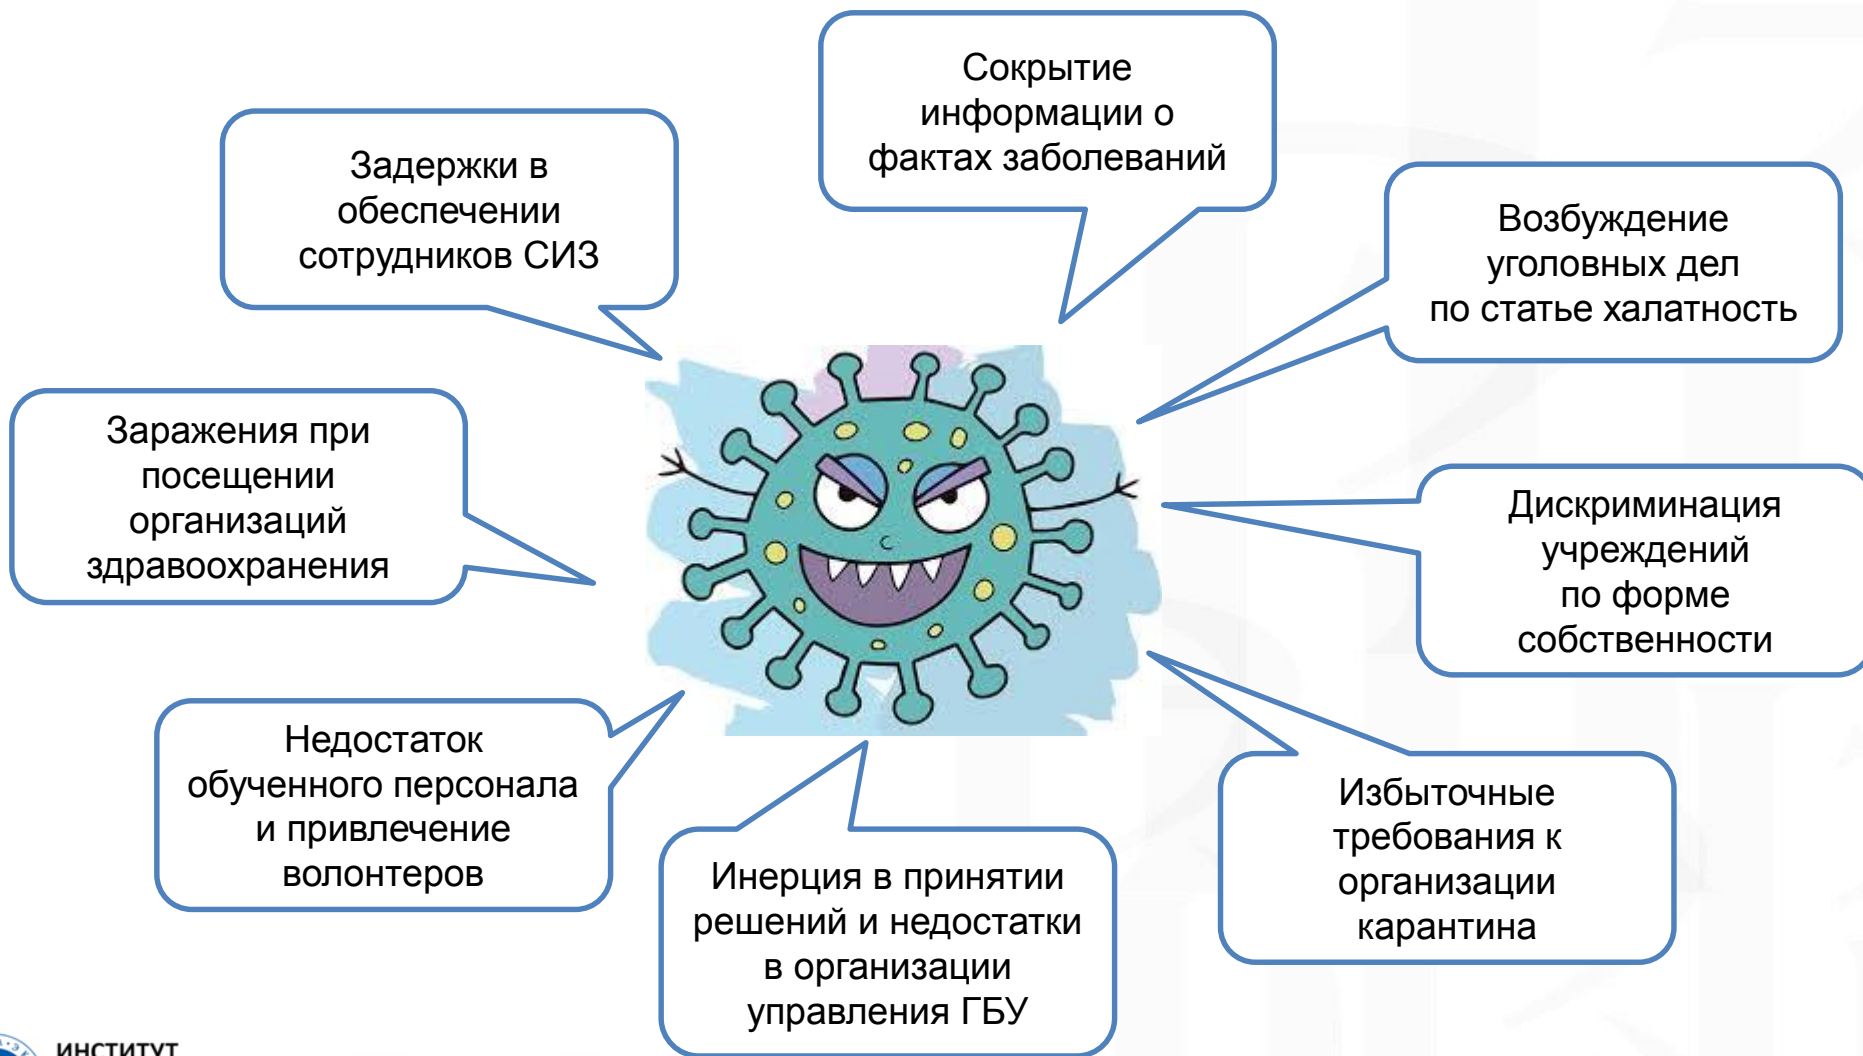 Сокрытие
информации о
фактах заболеваний
Задержки в
обеспечении
сотрудников СИЗ
Возбуждение
уголовных дел
по статье халатность
Заражения при
посещении
организаций
здравоохранения
Дискриминация
учреждений
по форме
собственности
Недостаток
обученного персонала
и привлечение
волонтеров
Инерция в принятии
решений и недостатки
в организации
управления ГБУ
Избыточные
требования к
организации
карантина
ИНСТИТУТ